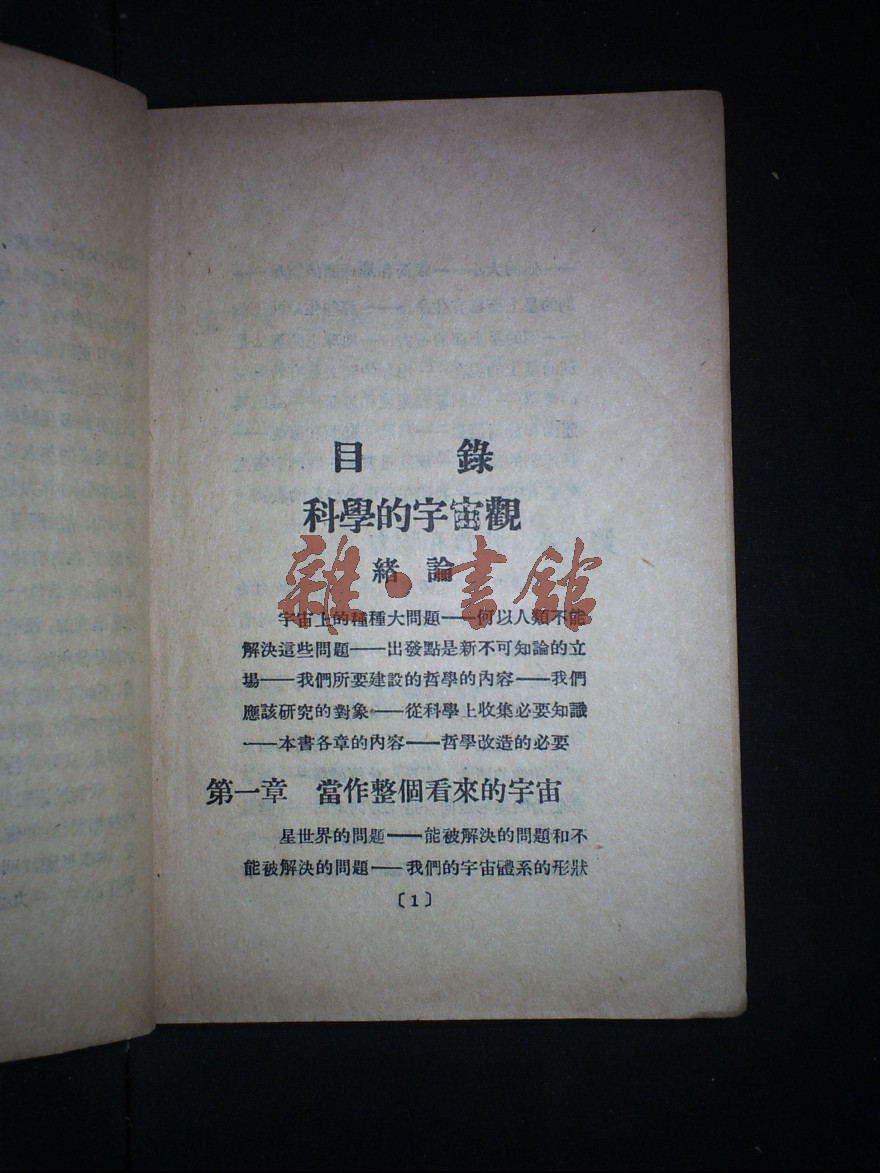 目錄
科學的宇宙觀
緒論
雜·書館
宇宙上的種種大問題——何以人類不能
解決這些問題——出發點是新不可知論的立
場——我們所要建設的哲學的內容——我們
應該研究的對象——從科學上收集必要知識
——本書各章的內容——哲學改造的必要
第一章 當作整個看來的宇宙
星世界的問題——能被解決的問題和不
能被解決的問題——我們的宇宙體系的形狀
〔1〕